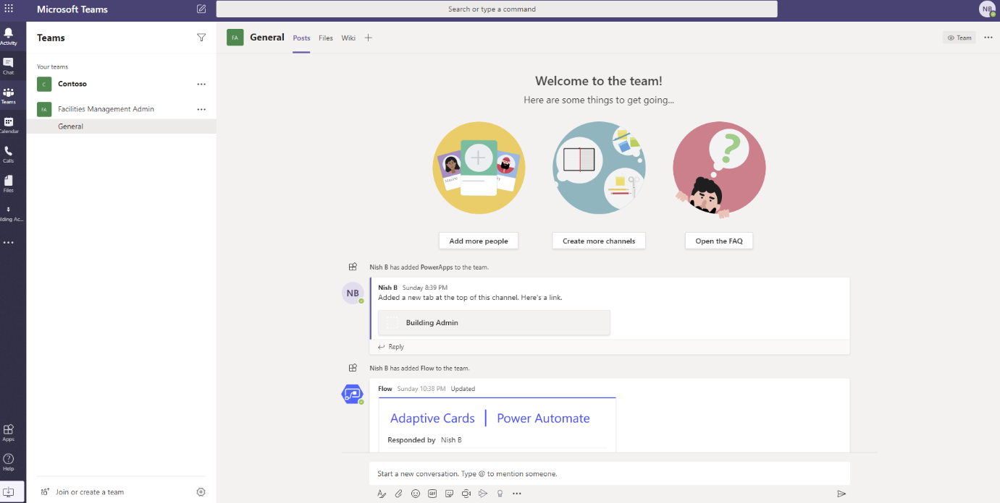 Microsoft Teams
Search or type a command
NB
Activity
Chat
Teams
Calendar
Calls
Files
ilding Ac...
Apps
Help
Teams
Your teams
C Contoso
FA Facilities Management Admin
General
Join or create a team
FA General Posts Files Wiki
Team
Welcome to the team!
Here are some things to get going...
Maxine
Add more people
Create more channels
Open the FAQ
Nish B has added PowerApps to the team.
NB
Nish B Sunday 8:39 PM
Added a new tab at the top of this channel. Here's a link.
Building Admin
Reply
Nish B has added Flow to the team.
Flow Sunday 10:38 PM Updated
Adaptive Cards | Power Automate
Responded by Nish B
Start a new conversation. Type @ to mention someone.
GIF